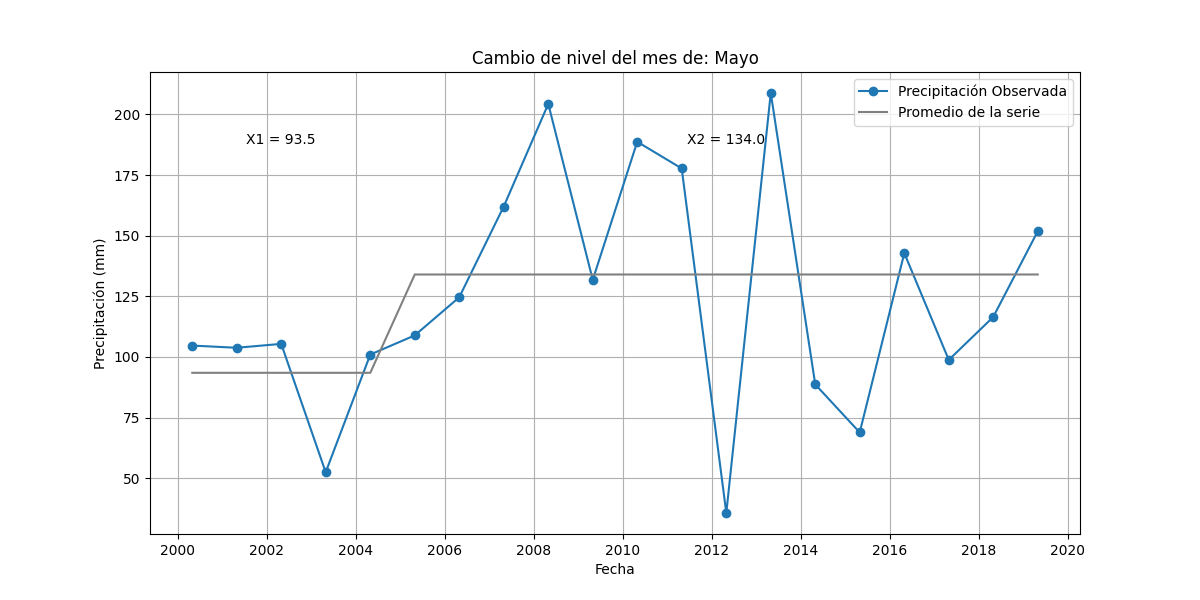 Cambio de nivel del mes de: Mayo
Precipitación Observada
Promedio de la serie
X1 = 93.5
X2 = 134.0
Precipitación (mm)
200
175
150
125
100
75
50
2000
2002
2004
2006
2008
2010
2012
2014
2016
2018
2020
Fecha